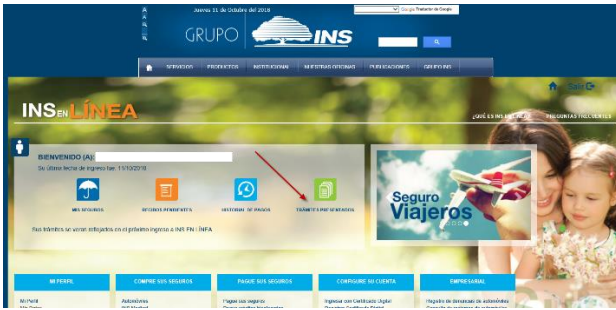 Jueves 11 de Octubre del 2018
GRUPO INS
SERVICIOS PRODUCTOS INSTITUCIONAL NUESTRAS OFICINAS PUBLICACIONES GRUPO INS
Salir
INS EN LÍNEA
¿QUÉ ES INS EN LÍNEA? PREGUNTAS FRECUENTES
BIENVENIDO (A):
Su última fecha de ingreso fue: 11/10/2018
MIS SEGUROS SEGUROS PENDIENTES HISTORIAL DE PAGOS TRÁMITES PRESENTADOS
Seguro
Viajeros
Sus trámites se verán reflejados en el próximo ingreso a INS EN LÍNEA
MI PERFIL COMPRE SUS SEGUROS PAGUE SUS SEGUROS CONFIGURE SU CUENTA EMPRESARIAL
Mi Perfil Automóviles Pague sus seguros Ingresar con Certificado Digital